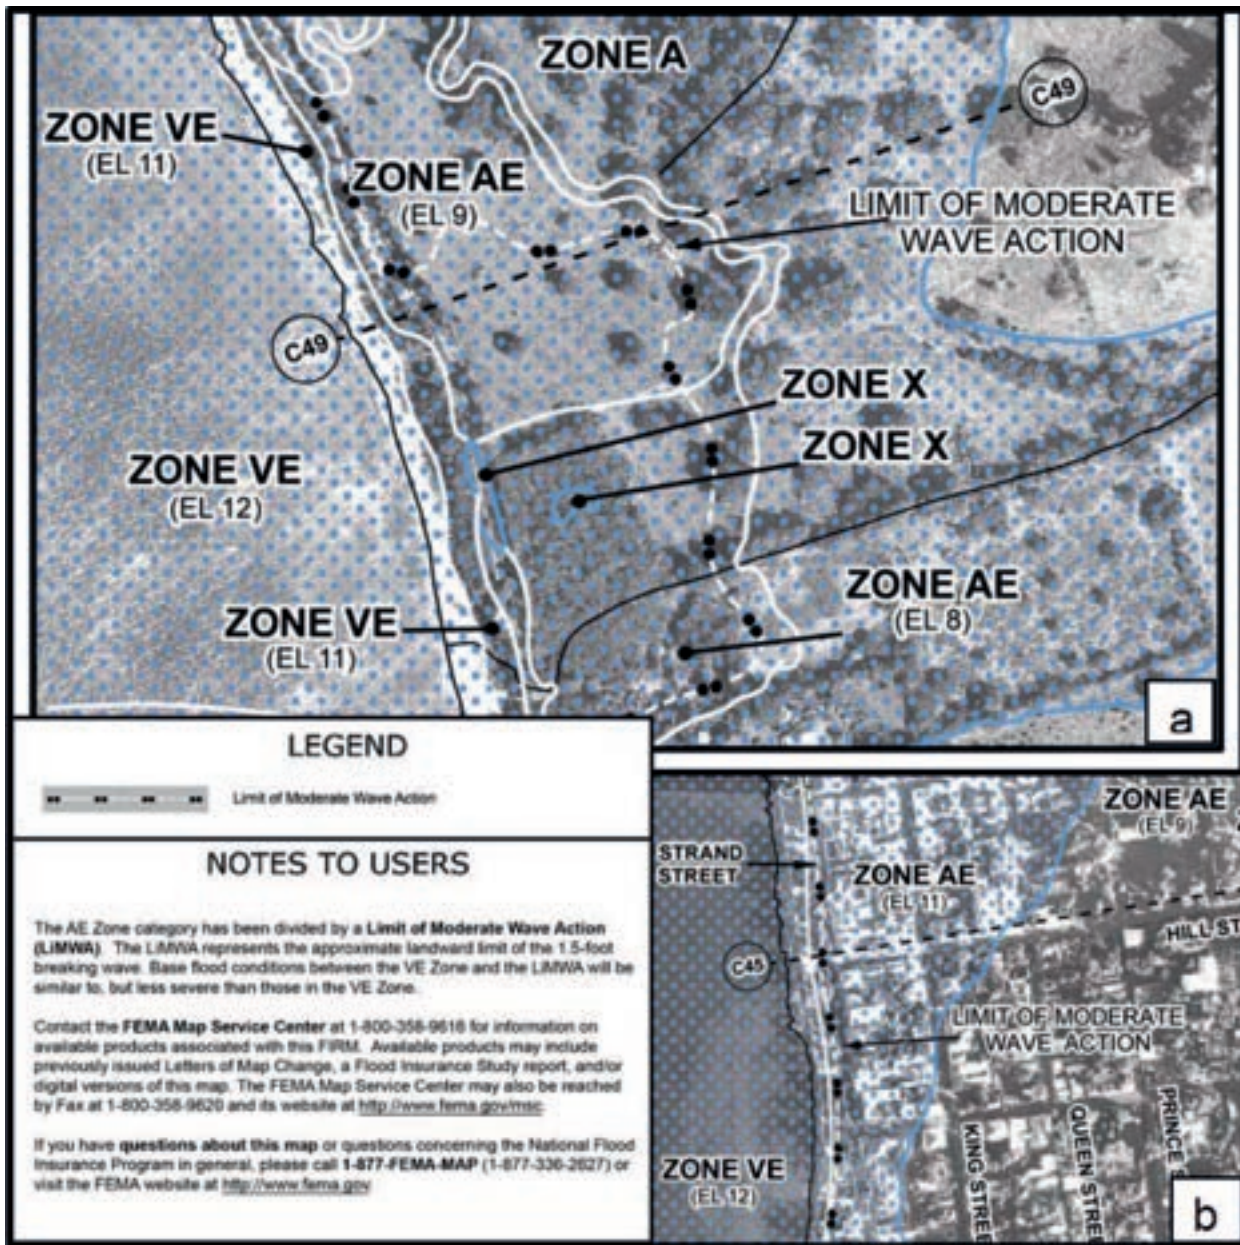 ZONE A
C49
ZONE VE
(EL 11)
ZONE AE
(EL 9)
LIMIT OF MODERATE
WAVE ACTION
C49
ZONE X
ZONE X
ZONE VE
(EL 12)
ZONE AE
(EL 8)
ZONE VE
(EL 11)
a
LEGEND
Limit of Moderate Wave Action
NOTES TO USERS
The AE Zone category has been divided by a Limit of Moderate Wave Action
(LiMWA). The LiMWA represents the approximate landward limit of the 1.5-foot
breaking wave. Base flood conditions between the VE Zone and the LiMWA will be
similar to, but less severe than those in the VE Zone.
Contact the FEMA Map Service Center at 1-800-358-9616 for information on
available products associated with this FIRM. Available products may include
previously issued Letters of Map Change, a Flood Insurance Study report, and/or
digital versions of this map. The FEMA Map Service Center may also be reached
by Fax at 1-800-358-9620 and its website at http://www.fema.gov/msc.
If you have questions about this map or questions concerning the National Flood
Insurance Program in general, please call 1-877-FEMA-MAP (1-877-336-2627) or
visit the FEMA website at http://www.fema.gov.
ZONE AE
(EL 9)
STRAND
STREET
ZONE AE
(EL 11)
HILL ST
C45
LIMIT OF MODERATE
WAVE ACTION
KING STREE
QUEEN STREE
PRINCE S
ZONE VE
(EL 12)
b